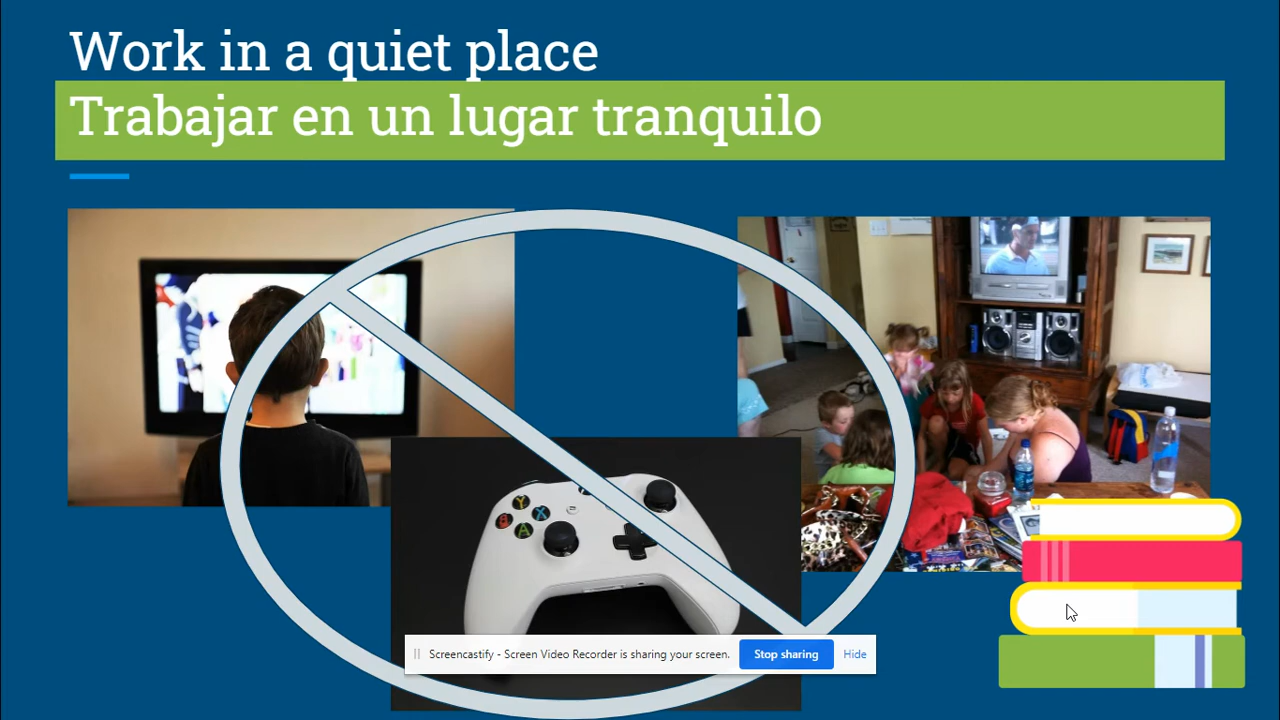 Work in a quiet place
Trabajar en un lugar tranquilo
Y
X
B
A
Screencastify - Screen Video Recorder is sharing your screen.
Stop sharing
Hide